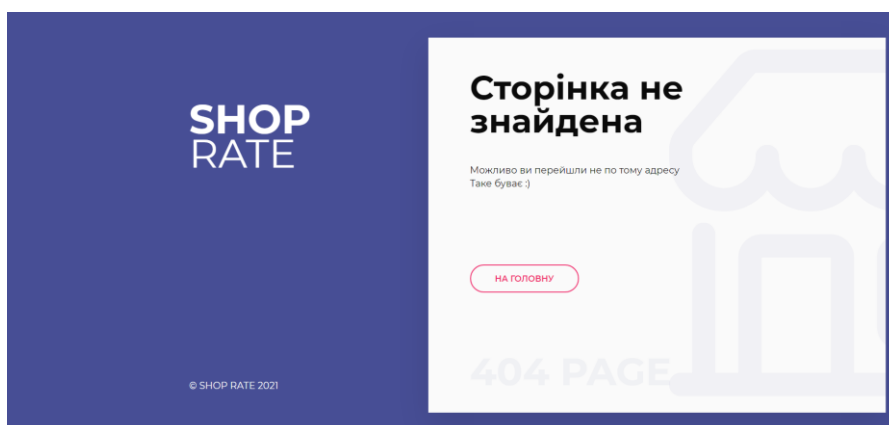 SHOP
RATE
© SHOP RATE 2021
Сторінка не
знайдена
Можливо ви перейшли не по тому адресу
Таке буває :)
НА ГОЛОВНУ
404 PAGE